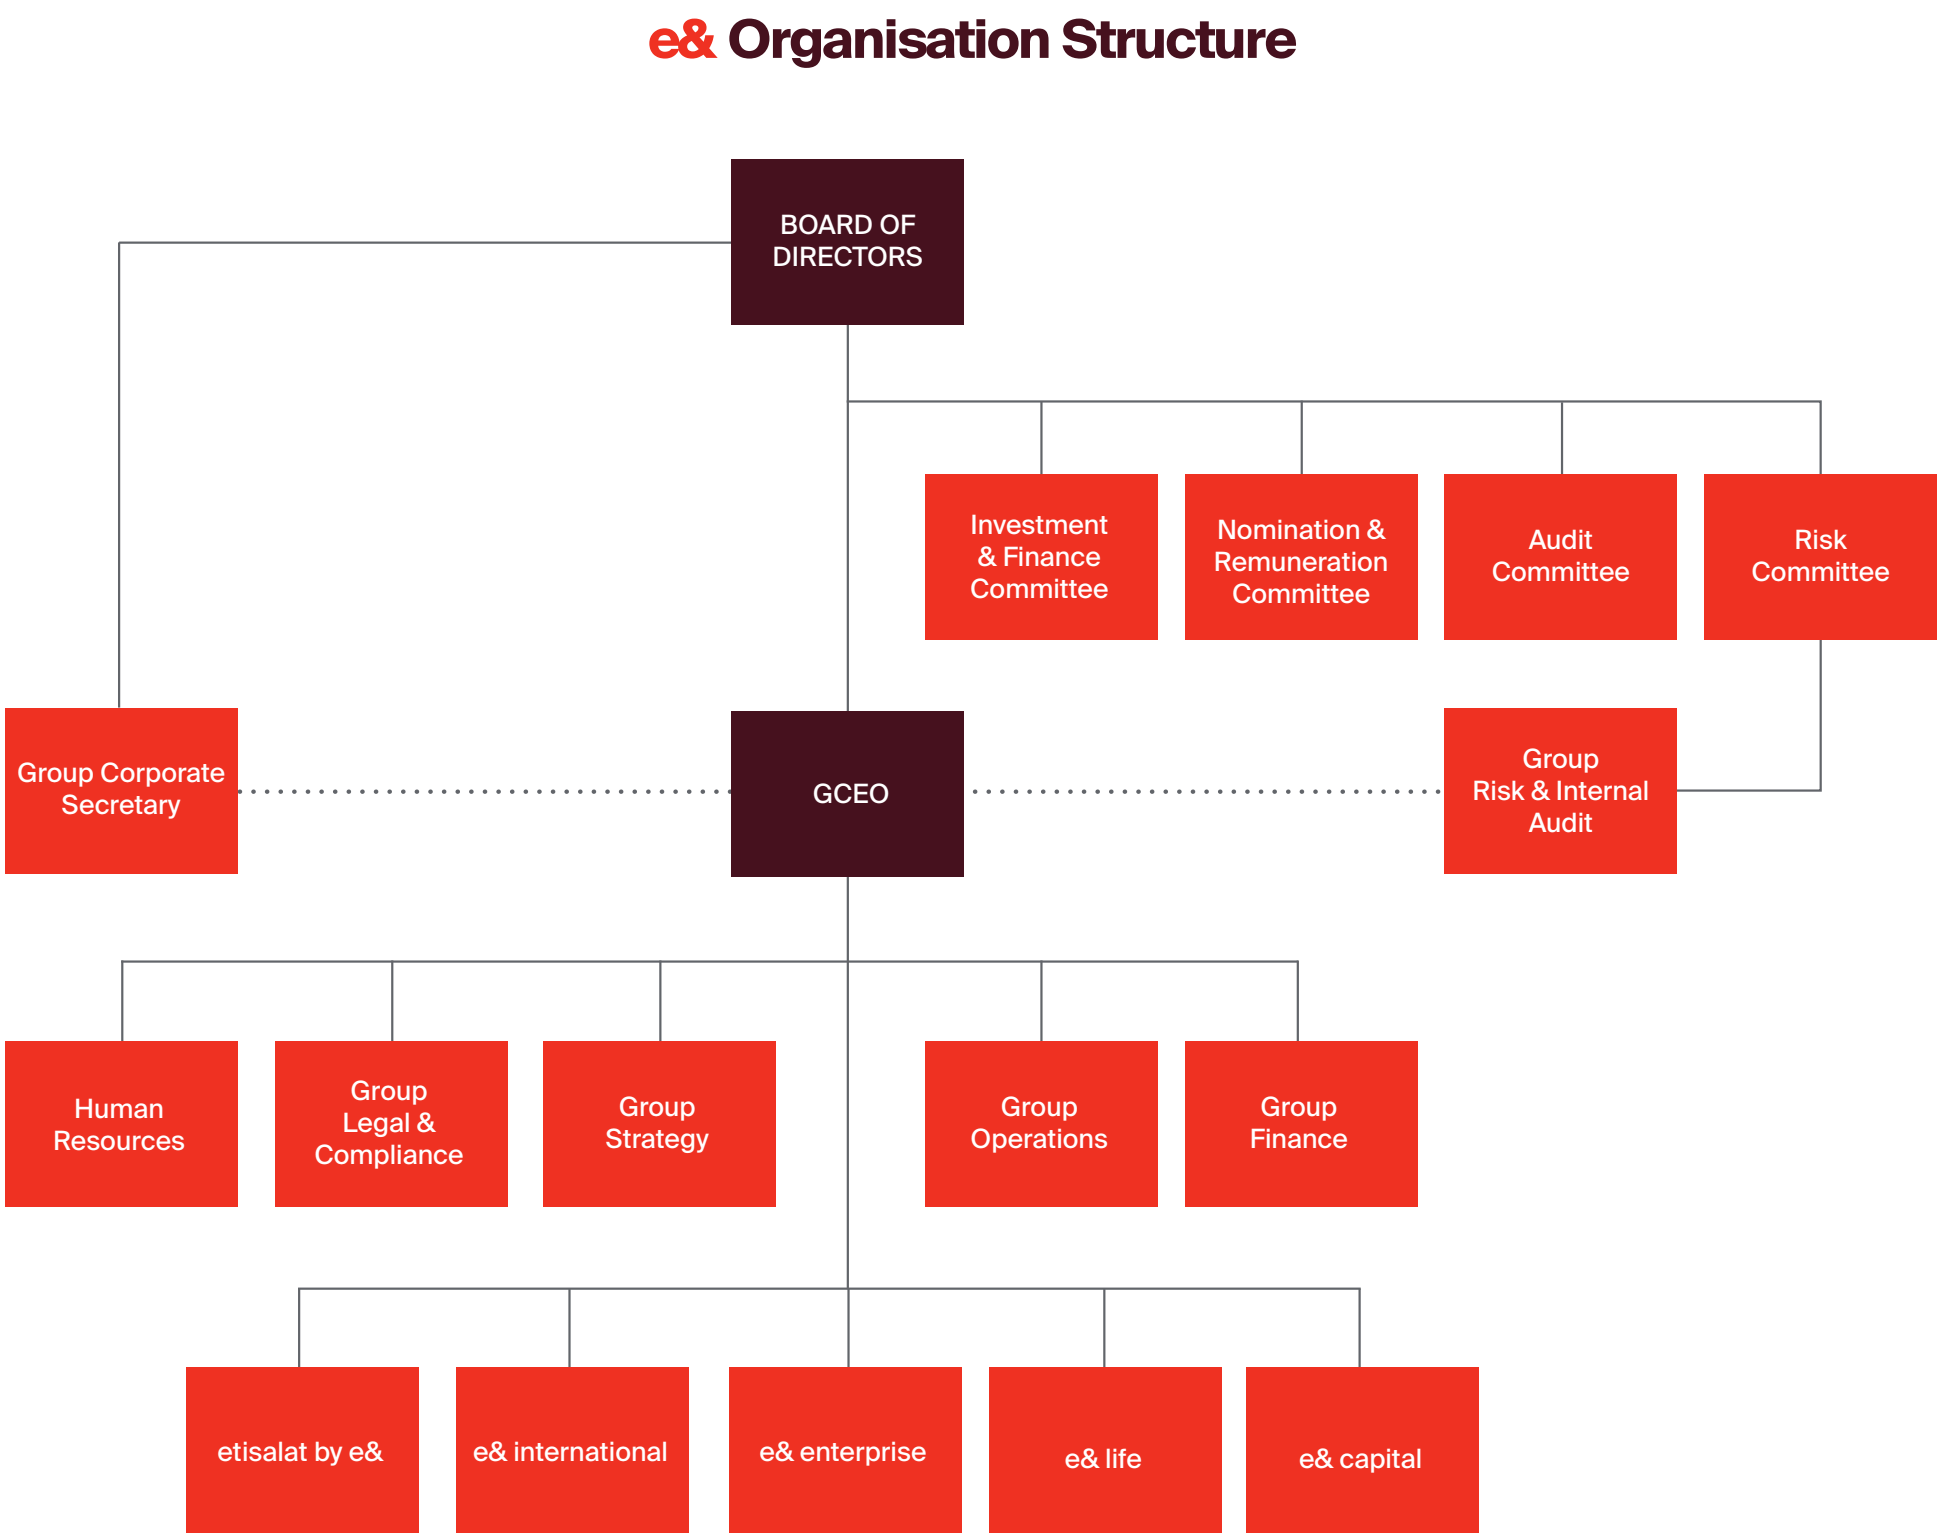 e& Organisation Structure
BOARD OF
DIRECTORS
Investment
& Finance
Committee
Nomination &
Remuneration
Committee
Audit
Committee
Risk
Committee
Group Corporate
Secretary
GCEO
Group
Risk & Internal
Audit
Human
Resources
Group
Legal &
Compliance
Group
Strategy
Group
Operations
Group
Finance
etisalat by e&
e& international
e& enterprise
e& life
e& capital